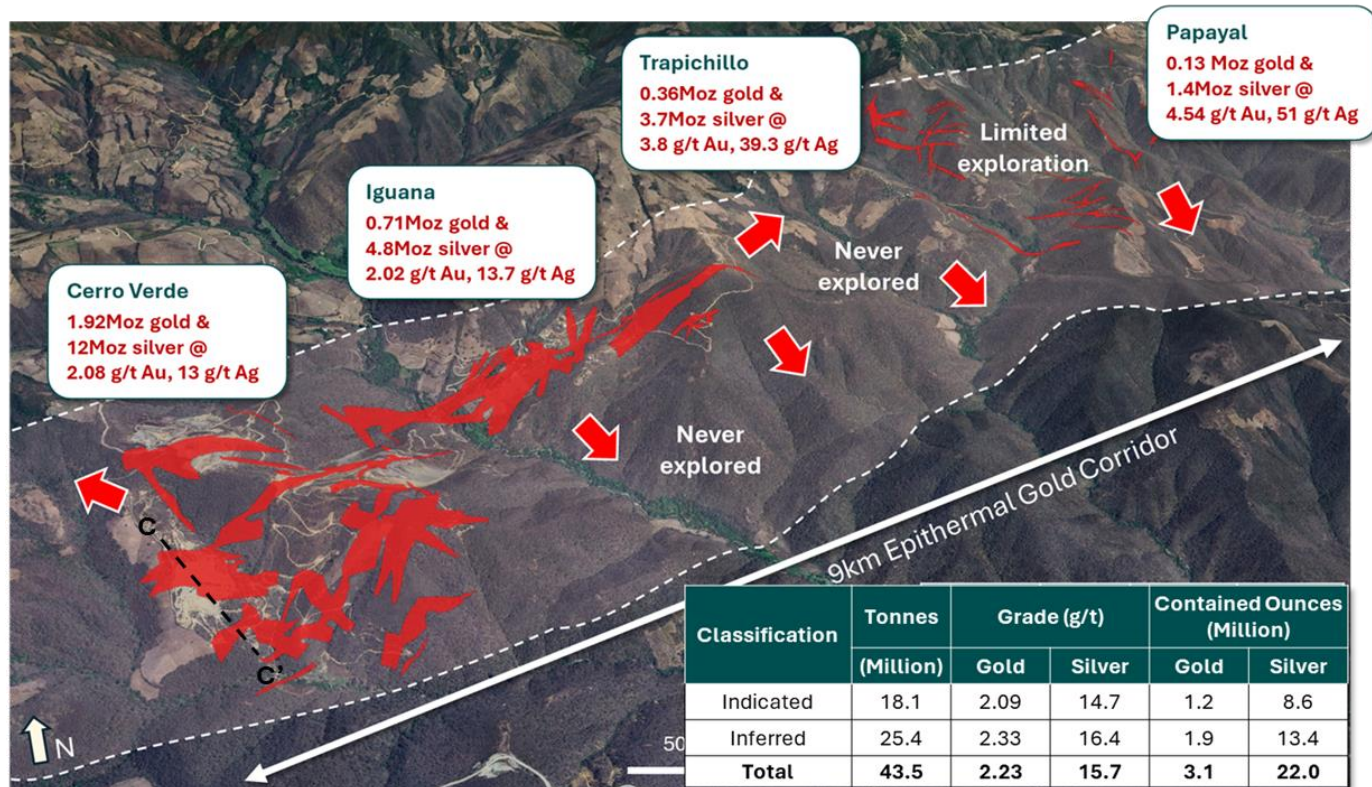 Papayal
0.13 Moz gold &
1.4Moz silver @
4.54 g/t Au, 51 g/t Ag
Trapichillo
0.36Moz gold &
3.7Moz silver @
3.8 g/t Au, 39.3 g/t Ag
Limited
exploration
Iguana
0.71Moz gold &
4.8Moz silver @
2.02 g/t Au, 13.7 g/t Ag
Never
explored
Cerro Verde
1.92Moz gold &
12Moz silver @
2.08 g/t Au, 13 g/t Ag
Never
explored
C
C’
9km Epithermal Gold Corridor
N
50
Classification Tonnes Grade (g/t) Contained Ounces
(Million)
(Million) Gold Silver Gold Silver
Indicated 18.1 2.09 14.7 1.2 8.6
Inferred 25.4 2.33 16.4 1.9 13.4
Total 43.5 2.23 15.7 3.1 22.0